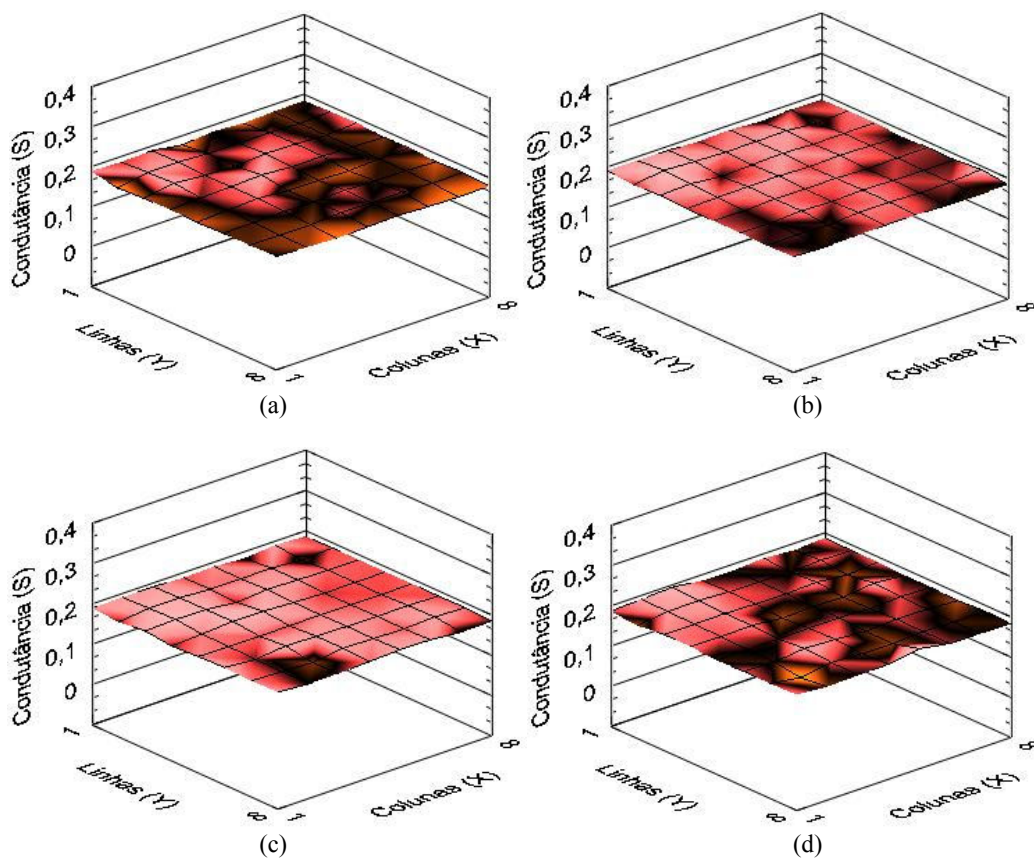 Condutância (S)
0,4
0,3
0,2
0,1
0
1
Linhas (Y)
8
1
Colunas (X)
8
(a)
Condutância (S)
0,4
0,3
0,2
0,1
0
1
Linhas (Y)
8
1
Colunas (X)
8
(b)
Condutância (S)
0,4
0,3
0,2
0,1
0
1
Linhas (Y)
8
1
Colunas (X)
8
(c)
Condutância (S)
0,4
0,3
0,2
0,1
0
1
Linhas (Y)
8
1
Colunas (X)
8
(d)